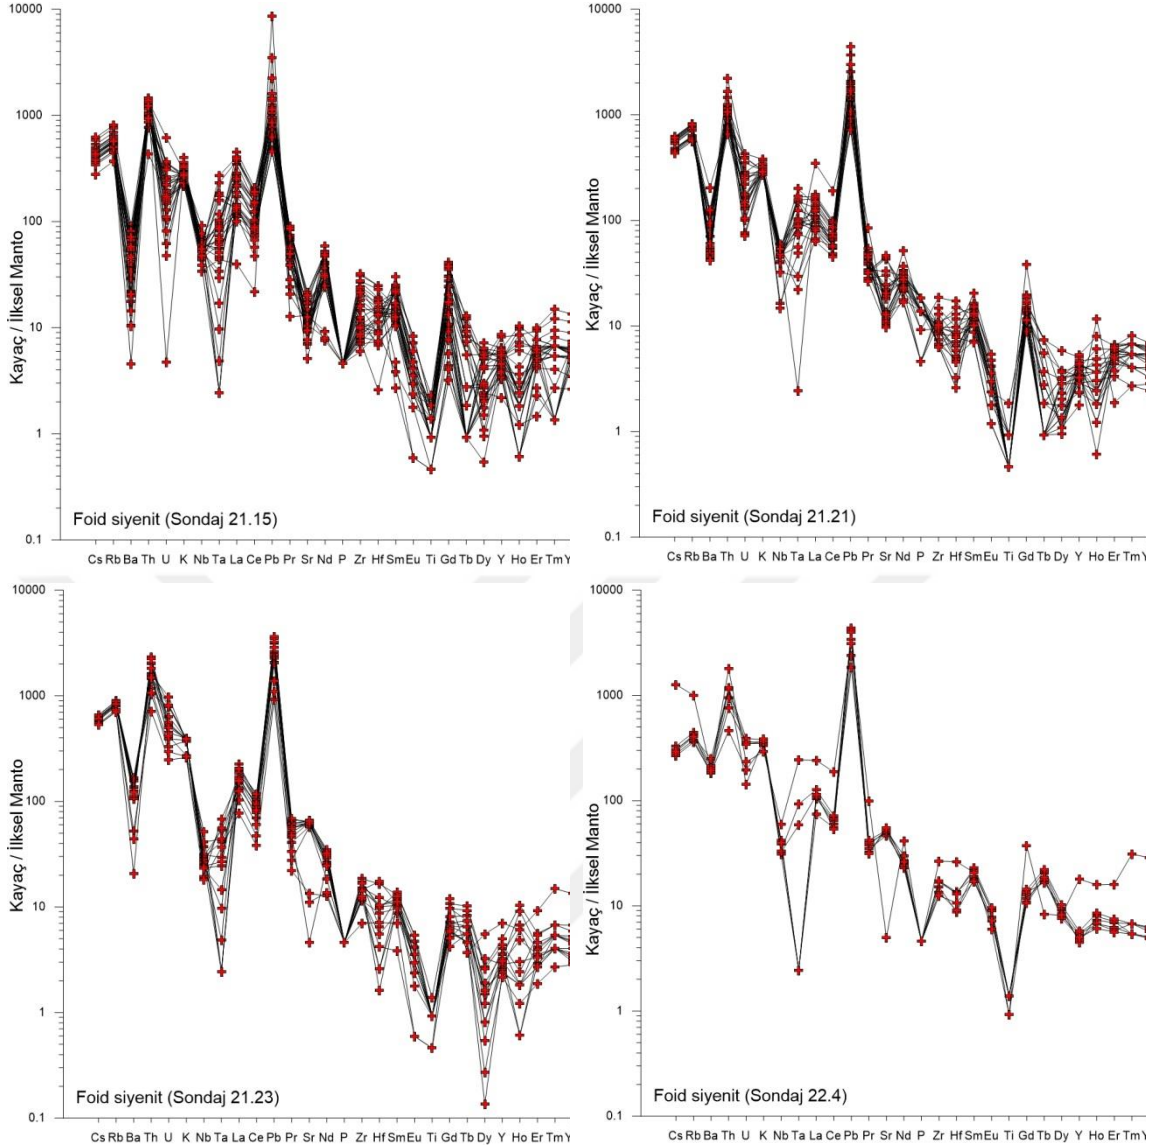 10000
1000
100
10
1
0.1
Kayaç / İlksel Manto
Foid siyenit (Sondaj 21.15)
Cs Rb Ba Th U K Nb Ta La Ce Pb Pr Sr Nd P Zr Hf Sm Eu Ti Gd Tb Dy Y Ho Er Tm Y
10000
1000
100
10
1
0.1
Kayaç / İlksel Manto
Foid siyenit (Sondaj 21.21)
Cs Rb Ba Th U K Nb Ta La Ce Pb Pr Sr Nd P Zr Hf Sm Eu Ti Gd Tb Dy Y Ho Er Tm Y
10000
1000
100
10
1
0.1
Kayaç / İlksel Manto
Foid siyenit (Sondaj 21.23)
Cs Rb Ba Th U K Nb Ta La Ce Pb Pr Sr Nd P Zr Hf Sm Eu Ti Gd Tb Dy Y Ho Er Tm Y
10000
1000
100
10
1
0.1
Kayaç / İlksel Manto
Foid siyenit (Sondaj 22.4)
Cs Rb Ba Th U K Nb Ta La Ce Pb Pr Sr Nd P Zr Hf Sm Eu Ti Gd Tb Dy Y Ho Er Tm Y